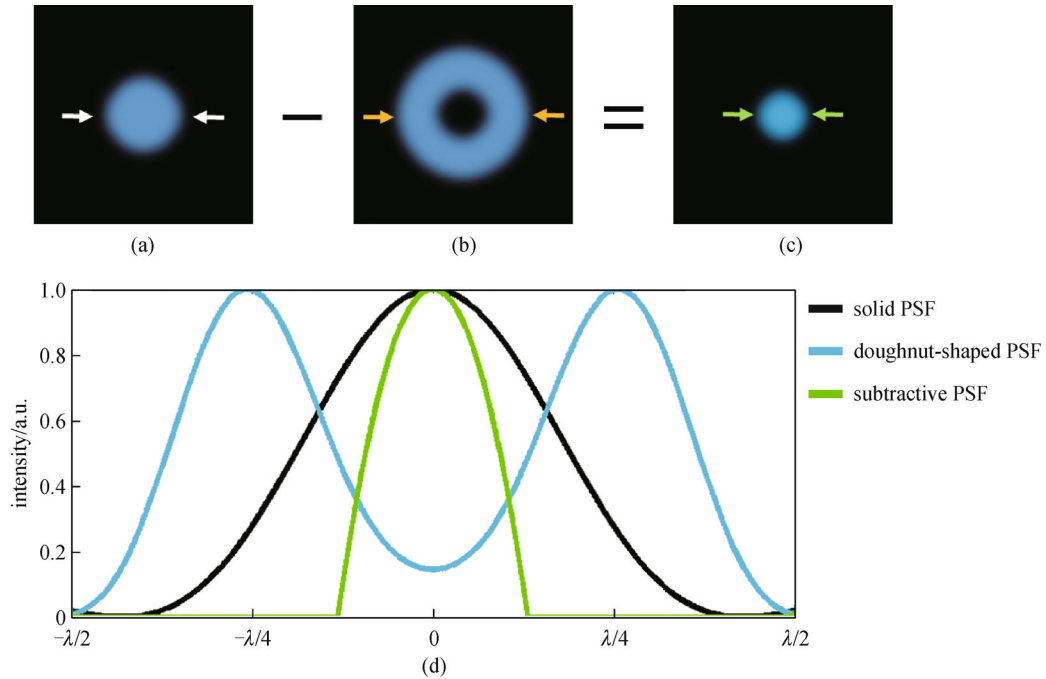 (a)
(b)
(c)
1.0
0.8
0.6
0.4
0.2
0
intensity/a.u.
−λ/2
−λ/4
0
λ/4
λ/2
(d)
solid PSF
doughnut-shaped PSF
subtractive PSF